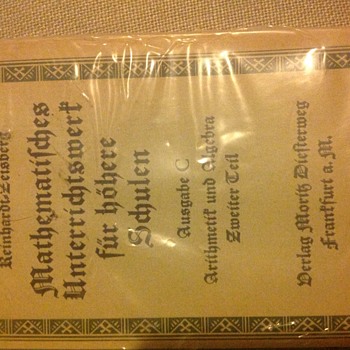 Reinhardt-Zeisberg
Mathematisches
Unterrichtswerk
für höhere
Schulen
Ausgabe C
Arithmetik und Algebra
Zweiter Teil
Verlag Moritz Diesterweg
Frankfurt a. M.